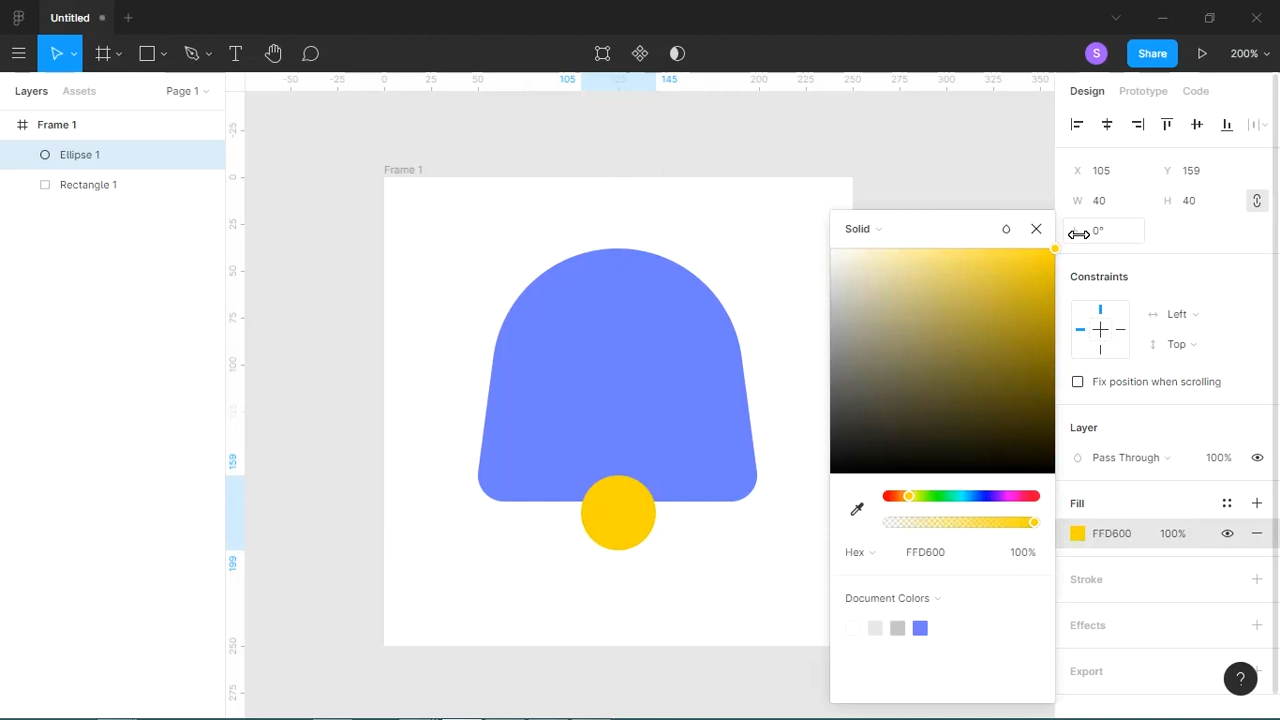 Untitled
Share
200%
Layers Assets Page 1
Design Prototype Code
Frame 1
Ellipse 1
Rectangle 1
-50 -25 0 25 50 105 125 145 200 225 250 275 300 350
-25 0 25 50 75 100 125 159 199 250 275
Frame 1
X 105 Y 159
W 40 H 40
0°
Constraints
Left
Top
Fix position when scrolling
Layer
Pass Through 100%
Fill
FFD600 100%
Stroke
Effects
Export
?
Solid
Hex FFD600 100%
Document Colors
S